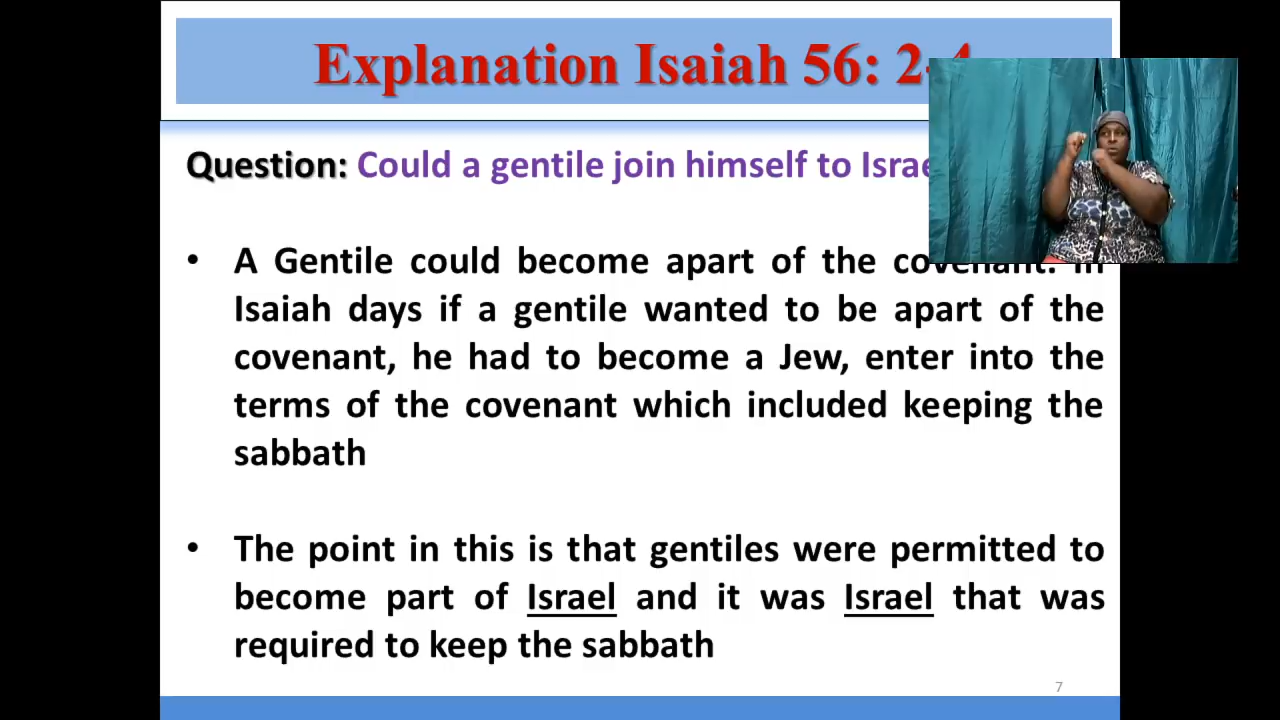 Explanation Isaiah 56: 2-4
Question: Could a gentile join himself to
• A Gentile could become apart of the covenant. In
Isaiah days if a gentile wanted to be apart of the
covenant, he had to become a Jew, enter into the
terms of the covenant which included keeping the
sabbath
• The point in this is that gentiles were permitted to
become part of Israel and it was Israel that was
required to keep the sabbath
7